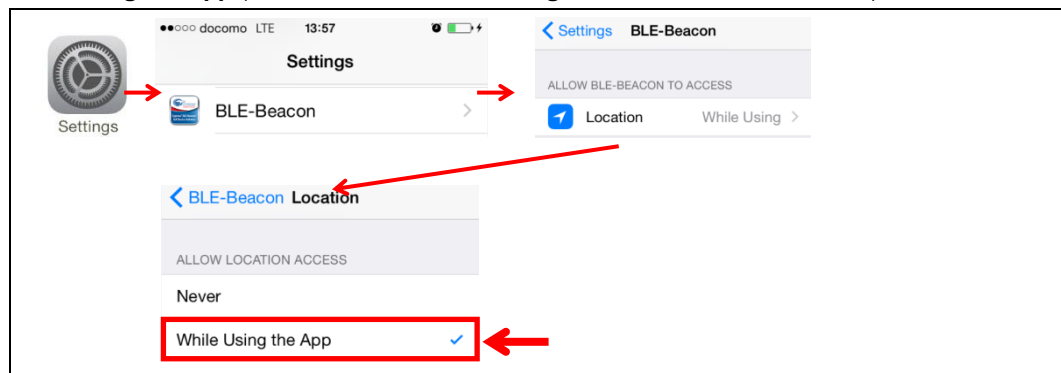 ●●○○○ docomo LTE 13:57
Settings
BLE-Beacon
Settings
Settings BLE-Beacon
ALLOW BLE-BEACON TO ACCESS
Location While Using
BLE-Beacon Location
ALLOW LOCATION ACCESS
Never
While Using the App